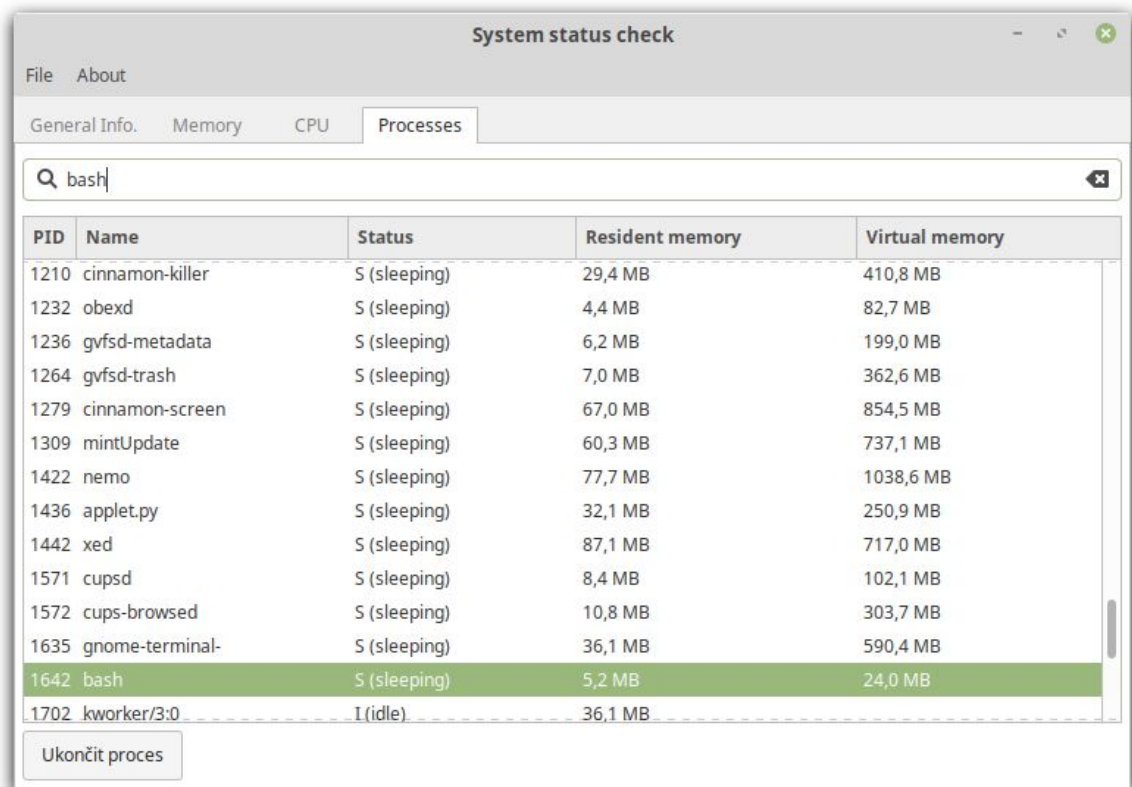 System status check
File About
General Info. Memory CPU Processes
bash
PID Name Status Resident memory Virtual memory
1210 cinnamon-killer S (sleeping) 29,4 MB 410,8 MB
1232 obexd S (sleeping) 4,4 MB 82,7 MB
1236 gvfsd-metadata S (sleeping) 6,2 MB 199,0 MB
1264 gvfsd-trash S (sleeping) 7,0 MB 362,6 MB
1279 cinnamon-screen S (sleeping) 67,0 MB 854,5 MB
1309 mintUpdate S (sleeping) 60,3 MB 737,1 MB
1422 nemo S (sleeping) 77,7 MB 1038,6 MB
1436 applet.py S (sleeping) 32,1 MB 250,9 MB
1442 xed S (sleeping) 87,1 MB 717,0 MB
1571 cupsd S (sleeping) 8,4 MB 102,1 MB
1572 cups-browsed S (sleeping) 10,8 MB 303,7 MB
1635 gnome-terminal- S (sleeping) 36,1 MB 590,4 MB
1642 bash S (sleeping) 5,2 MB 24,0 MB
1702 kworker/3:0 I (idle) 36,1 MB
Ukončit proces